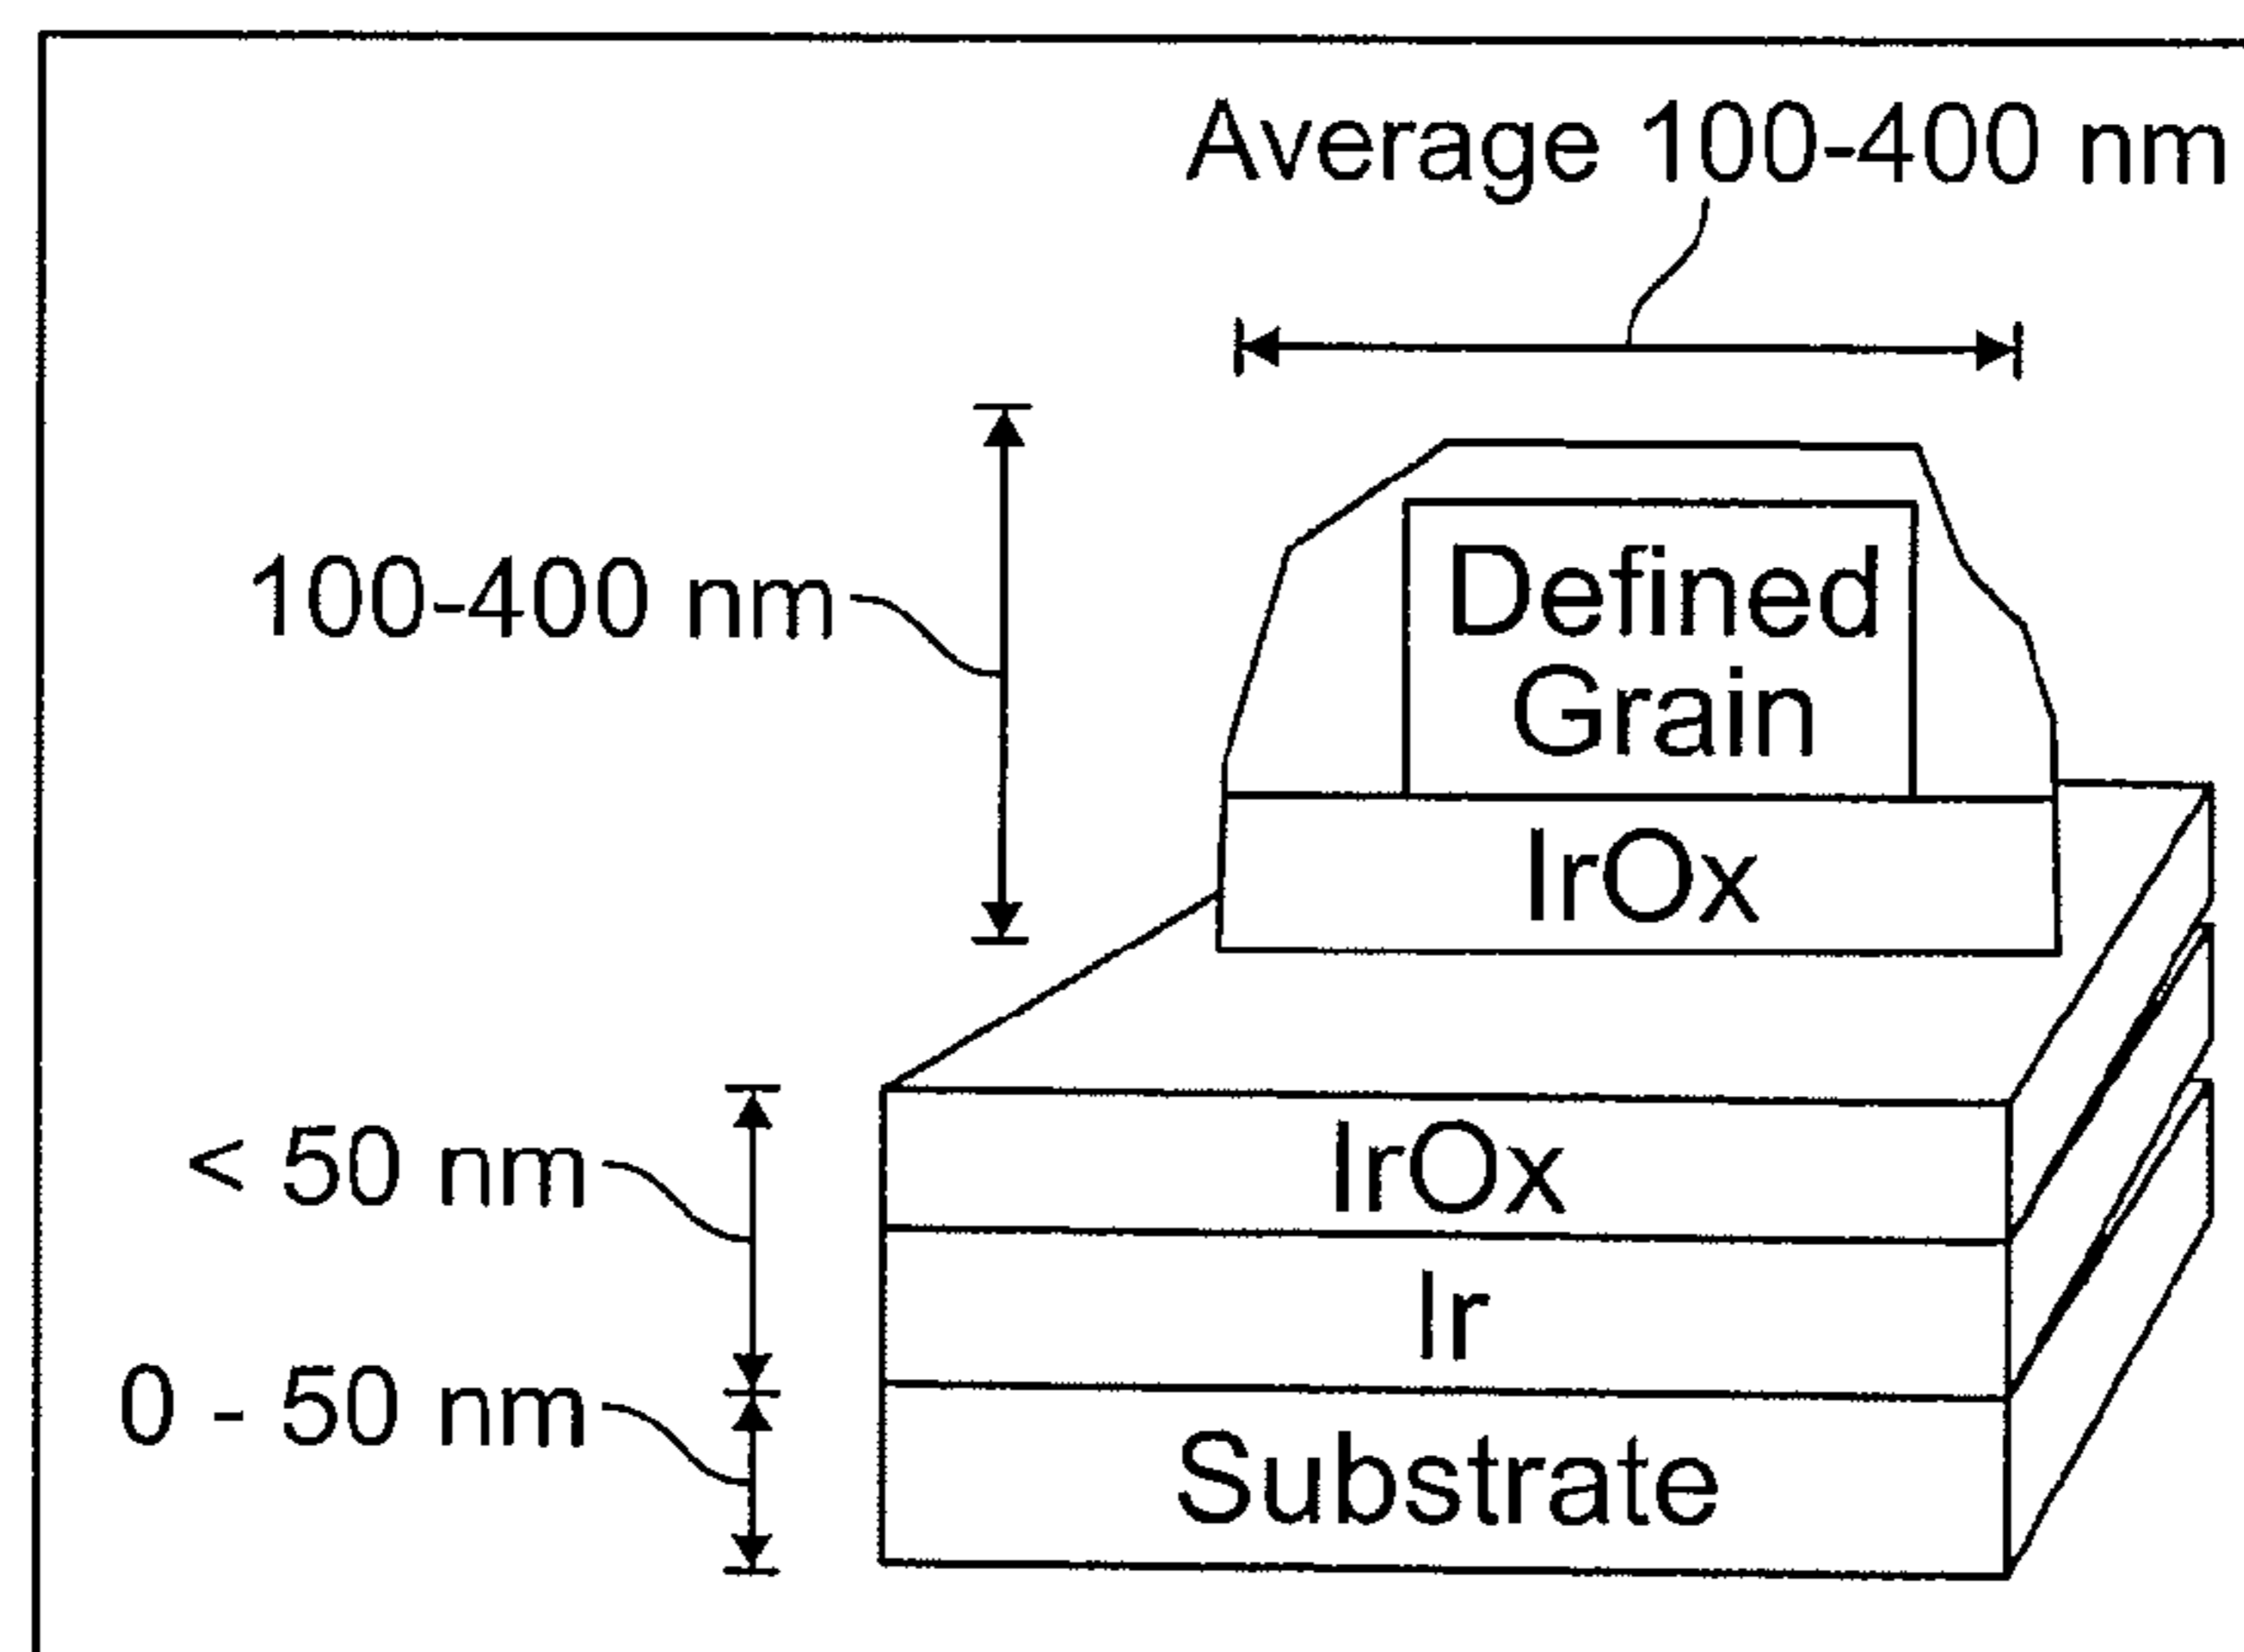 Average 100-400 nm
100-400 nm
Defined
Grain
IrOx
< 50 nm
IrOx
Ir
0 - 50 nm
Substrate